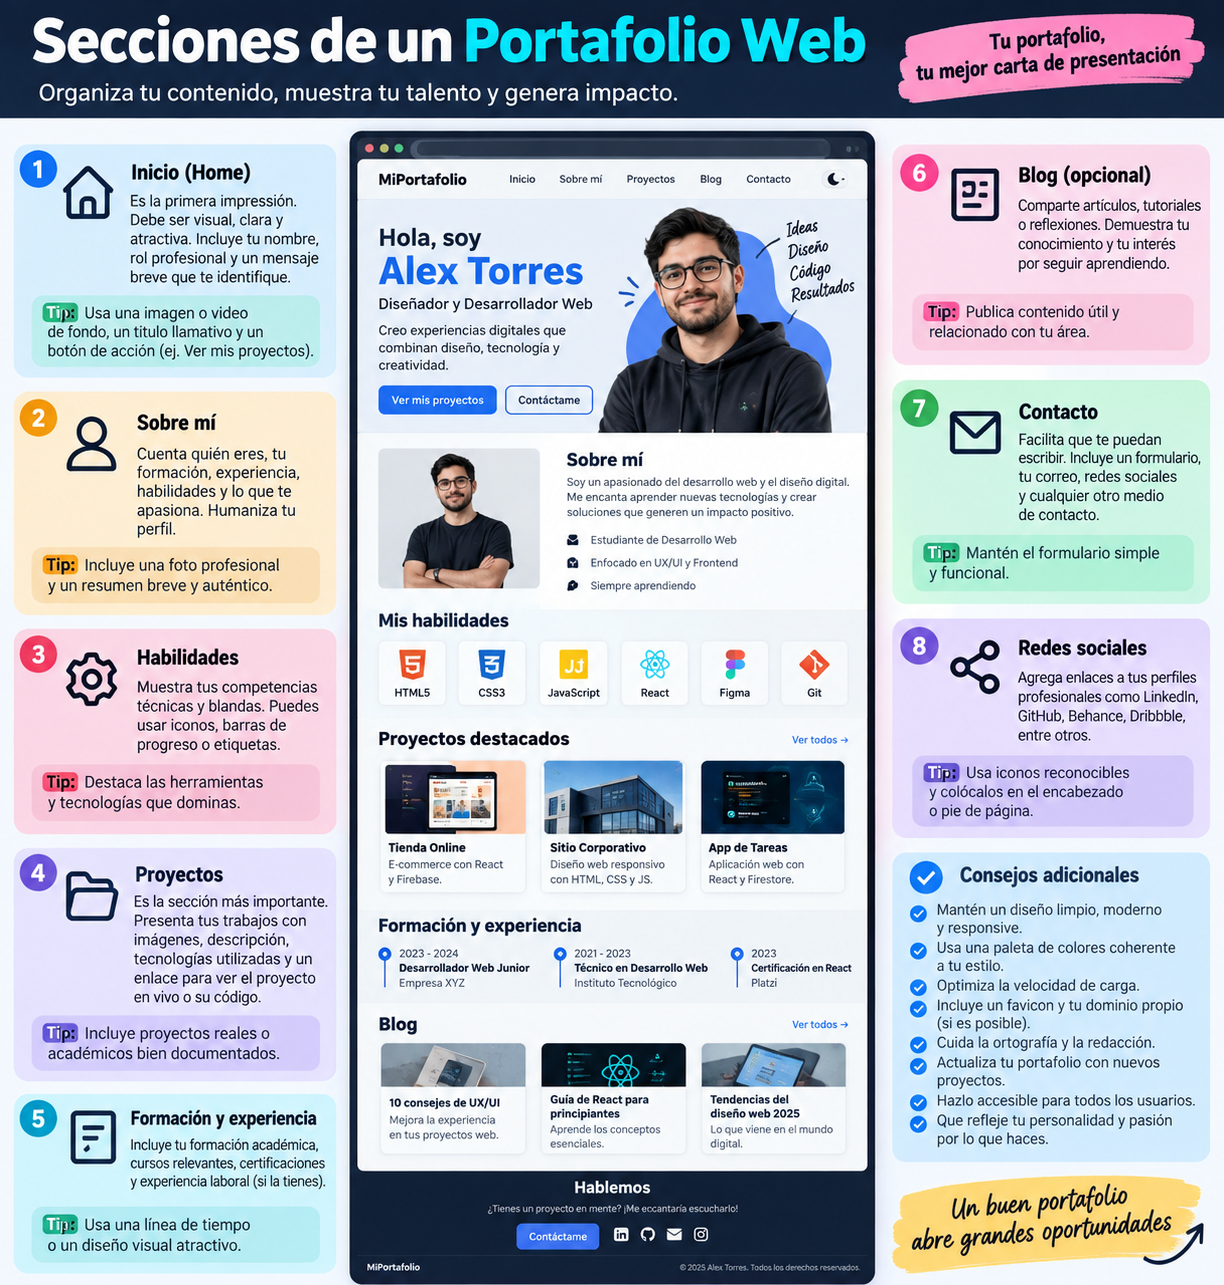 Secciones de un Portafolio Web
Organiza tu contenido, muestra tu talento y genera impacto.
Tu portafolio,
tu mejor carta de presentación
1
Inicio (Home)
Es la primera impresión.
Debe ser visual, clara y
atractiva. Incluye tu nombre,
rol profesional y un mensaje
breve que te identifique.
Tip: Usa una imagen o video
de fondo, un titulo llamativo y un
botón de acción (ej. Ver mis proyectos).
2
Sobre mí
Cuenta quién eres, tu
formación, experiencia,
habilidades y lo que te
apasiona. Humaniza tu
perfil.
Tip: Incluye una foto profesional
y un resumen breve y auténtico.
3
Habilidades
Muestra tus competencias
técnicas y blandas. Puedes
usar iconos, barras de
progreso o etiquetas.
Tip: Destaca las herramientas
y tecnologías que dominas.
4
Proyectos
Es la sección más importante.
Presenta tus trabajos con
imágenes, descripción,
tecnologías utilizadas y un
enlace para ver el proyecto
en vivo o su código.
Tip: Incluye proyectos reales o
académicos bien documentados.
5
Formación y experiencia
Incluye tu formación académica,
cursos relevantes, certificaciones
y experiencia laboral (si la tienes).
Tip: Usa una línea de tiempo
o un diseño visual atractivo.
MiPortafolio
Inicio
Sobre mí
Proyectos
Blog
Contacto
Hola, soy
Alex Torres
Diseñador y Desarrollador Web
Creo experiencias digitales que
combinan diseño, tecnología y
creatividad.
Ver mis proyectos
Contáctame
Ideas
Diseño
Código
Resultados
Sobre mí
Soy un apasionado del desarrollo web y el diseño digital.
Me encanta aprender nuevas tecnologías y crear
soluciones que generen un impacto positivo.
Estudiante de Desarrollo Web
Enfocado en UX/UI y Frontend
Siempre aprendiendo
Mis habilidades
HTML5
CSS3
JavaScript
React
Figma
Git
Proyectos destacados
Ver todos →
Tienda Online
E-commerce con React
y Firebase.
Sitio Corporativo
Diseño web responsivo
con HTML, CSS y JS.
App de Tareas
Aplicación web con
React y Firestore.
Formación y experiencia
2023 - 2024
Desarrollador Web Junior
Empresa XYZ
2021 - 2023
Técnico en Desarrollo Web
Instituto Tecnológico
2023
Certificación en React
Platzi
Blog
Ver todos →
10 consejos de UX/UI
Mejora la experiencia
en tus proyectos web.
Guía de React para
principiantes
Aprende los conceptos
esenciales.
Tendencias del
diseño web 2025
Lo que viene en el mundo
digital.
Hablemos
¿Tienes un proyecto en mente? ¡Me eccantaría escucharlo!
Contáctame
MiPortafolio
© 2025 Alex Torres. Todos los derechos reservados.
6
Blog (opcional)
Comparte artículos, tutoriales
o reflexiones. Demuestra tu
conocimiento y tu interés
por seguir aprendiendo.
Tip: Publica contenido útil y
relacionado con tu área.
7
Contacto
Facilita que te puedan
escribir. Incluye un formulario,
tu correo, redes sociales
y cualquier otro medio
de contacto.
Tip: Mantén el formulario simple
y funcional.
8
Redes sociales
Agrega enlaces a tus perfiles
profesionales como LinkedIn,
GitHub, Behance, Dribbble,
entre otros.
Tip: Usa iconos reconocibles
y colócalos en el encabezado
o pie de página.
Consejos adicionales
Mantén un diseño limpio, moderno
y responsive.
Usa una paleta de colores coherente
a tu estilo.
Optimiza la velocidad de carga.
Incluye un favicon y tu dominio propio
(si es posible).
Cuida la ortografía y la redacción.
Actualiza tu portafolio con nuevos
proyectos.
Hazlo accesible para todos los usuarios.
Que refleje tu personalidad y pasión
por lo que haces.
Un buen portafolio
abre grandes oportunidades